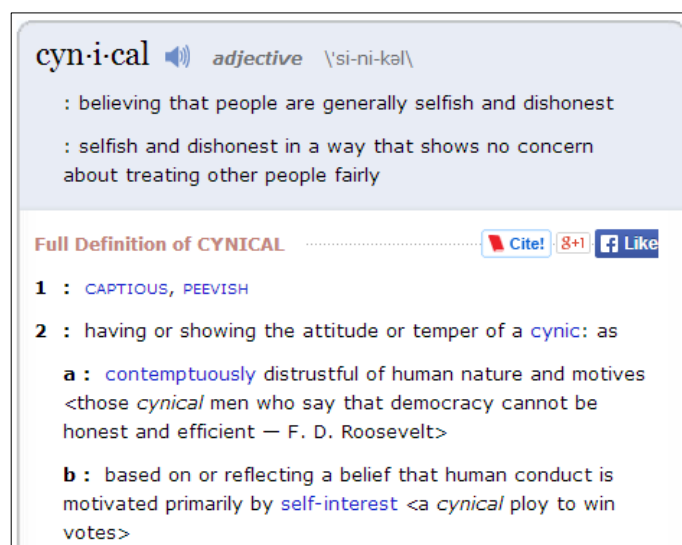 cyn·i·cal adjective \ˈsi-ni-kəl\
: believing that people are generally selfish and dishonest
: selfish and dishonest in a way that shows no concern
about treating other people fairly
Full Definition of CYNICAL Cite! g+1 f Like
1 : CAPTIOUS, PEEVISH
2 : having or showing the attitude or temper of a cynic: as
a : contemptuously distrustful of human nature and motives
<those cynical men who say that democracy cannot be
honest and efficient — F. D. Roosevelt>
b : based on or reflecting a belief that human conduct is
motivated primarily by self-interest <a cynical ploy to win
votes>